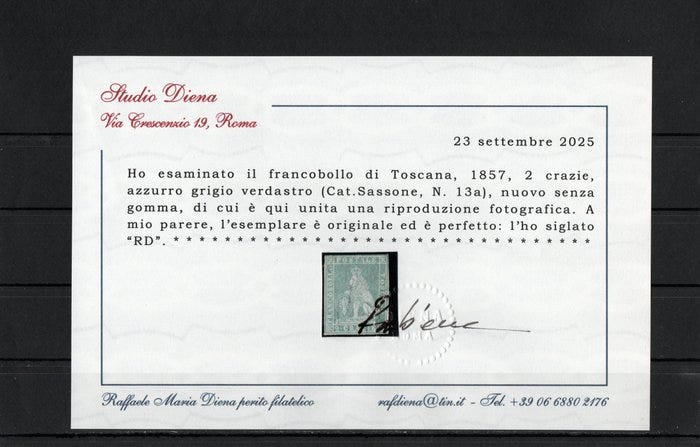 Studio Diena
Via Crescenzio 19, Roma
23 settembre 2025
Ho esaminato il francobollo di Toscana, 1857, 2 crazie,
azzurro grigio verdastro (Cat.Sassone, N. 13a), nuovo senza
gomma, di cui è qui unita una riproduzione fotografica. A
mio parere, l'esemplare è originale ed è perfetto: l'ho siglato
"RD". * * * * * * * * * * * * * * * * * * * * * * * * * * * * * * * * *
Raffaele Maria Diena perito filatelico
rafdiena@tin.it - Tel. +39 06 6880 2176